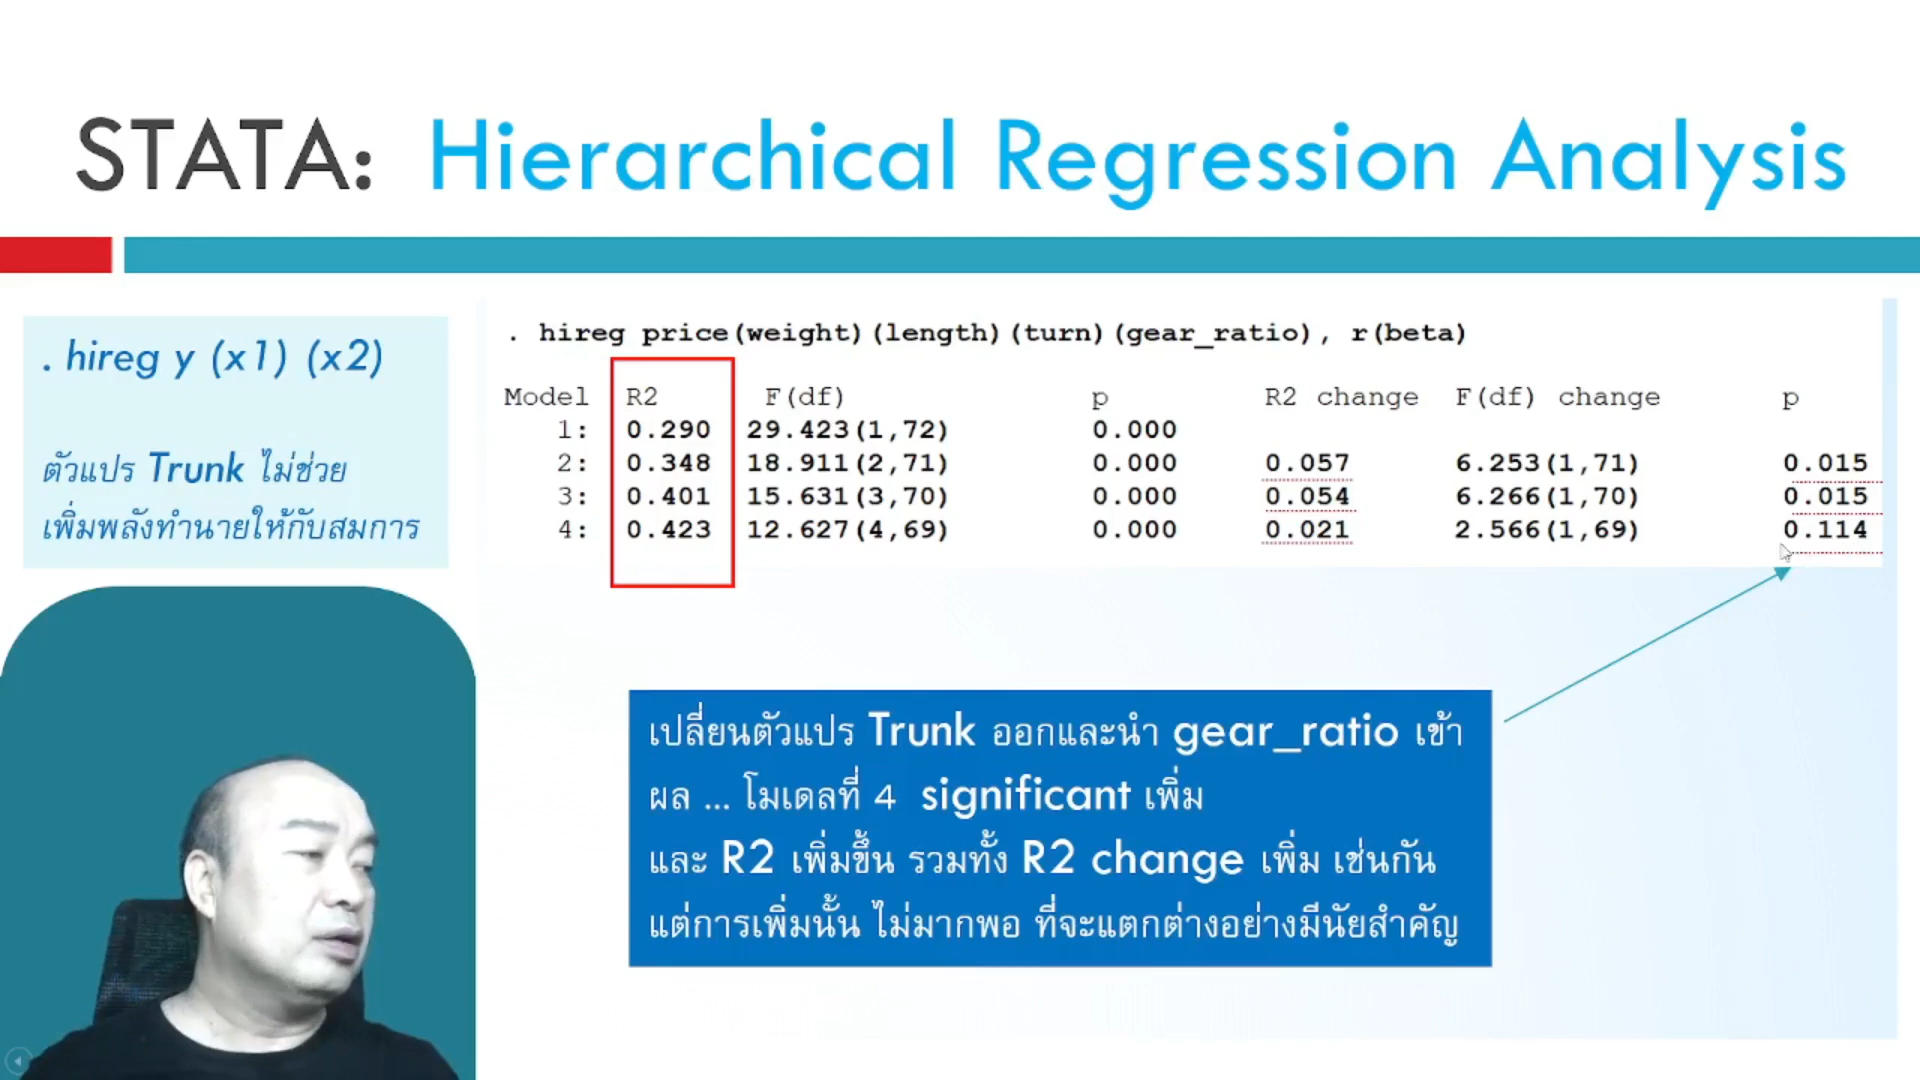 STATA: Hierarchical Regression Analysis
. hireg y (x1) (x2)
ตัวแปร Trunk ไม่ช่วย
เพิ่มพลังทำนายให้กับสมการ
. hireg price(weight)(length)(turn)(gear_ratio), r(beta)
Model R2 F(df) p R2 change F(df) change p
1: 0.290 29.423(1,72) 0.000
2: 0.348 18.911(2,71) 0.000 0.057 6.253(1,71) 0.015
3: 0.401 15.631(3,70) 0.000 0.054 6.266(1,70) 0.015
4: 0.423 12.627(4,69) 0.000 0.021 2.566(1,69) 0.114
เปลี่ยนตัวแปร Trunk ออกและนำ gear_ratio เข้า
ผล ... โมเดลที่ 4 significant เพิ่ม
และ R2 เพิ่มขึ้น รวมทั้ง R2 change เพิ่ม เช่นกัน
แต่การเพิ่มนั้น ไม่มากพอ ที่จะแตกต่างอย่างมีนัยสำคัญ